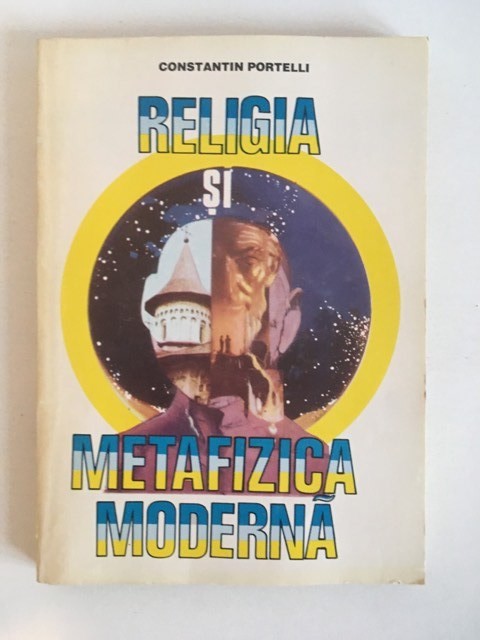 CONSTANTIN PORTELLI
RELIGIA
ȘI
METAFIZICA
MODERNĂ